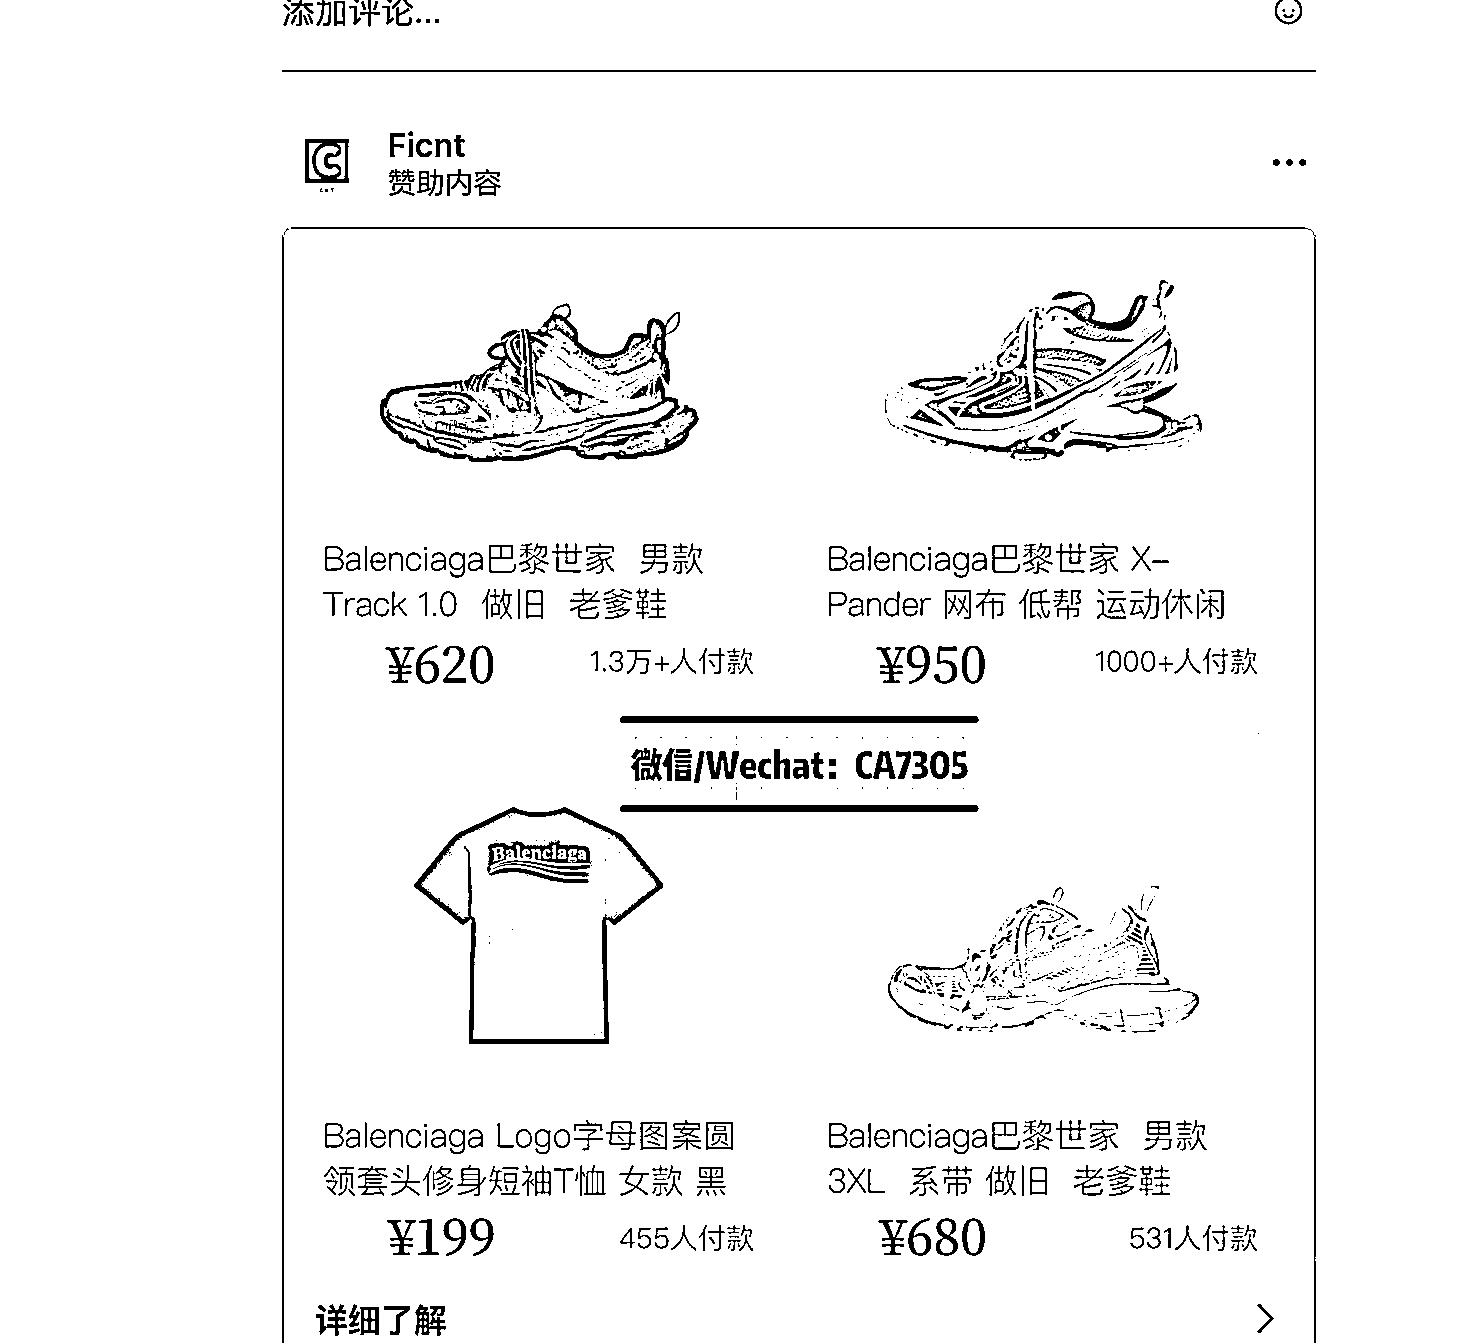 添加评论...
Ficnt
赞助内容
Balenciaga巴黎世家 男款
Track 1.0 做旧 老爹鞋
¥620 1.3万+人付款
Balenciaga巴黎世家 X-
Pander 网布 低帮 运动休闲
¥950 1000+人付款
微信/Wechat：CA7305
Balenciaga
Balenciaga Logo字母图案圆
领套头修身短袖T恤 女款 黑
¥199 455人付款
Balenciaga巴黎世家 男款
3XL 系带 做旧 老爹鞋
¥680 531人付款
详细了解